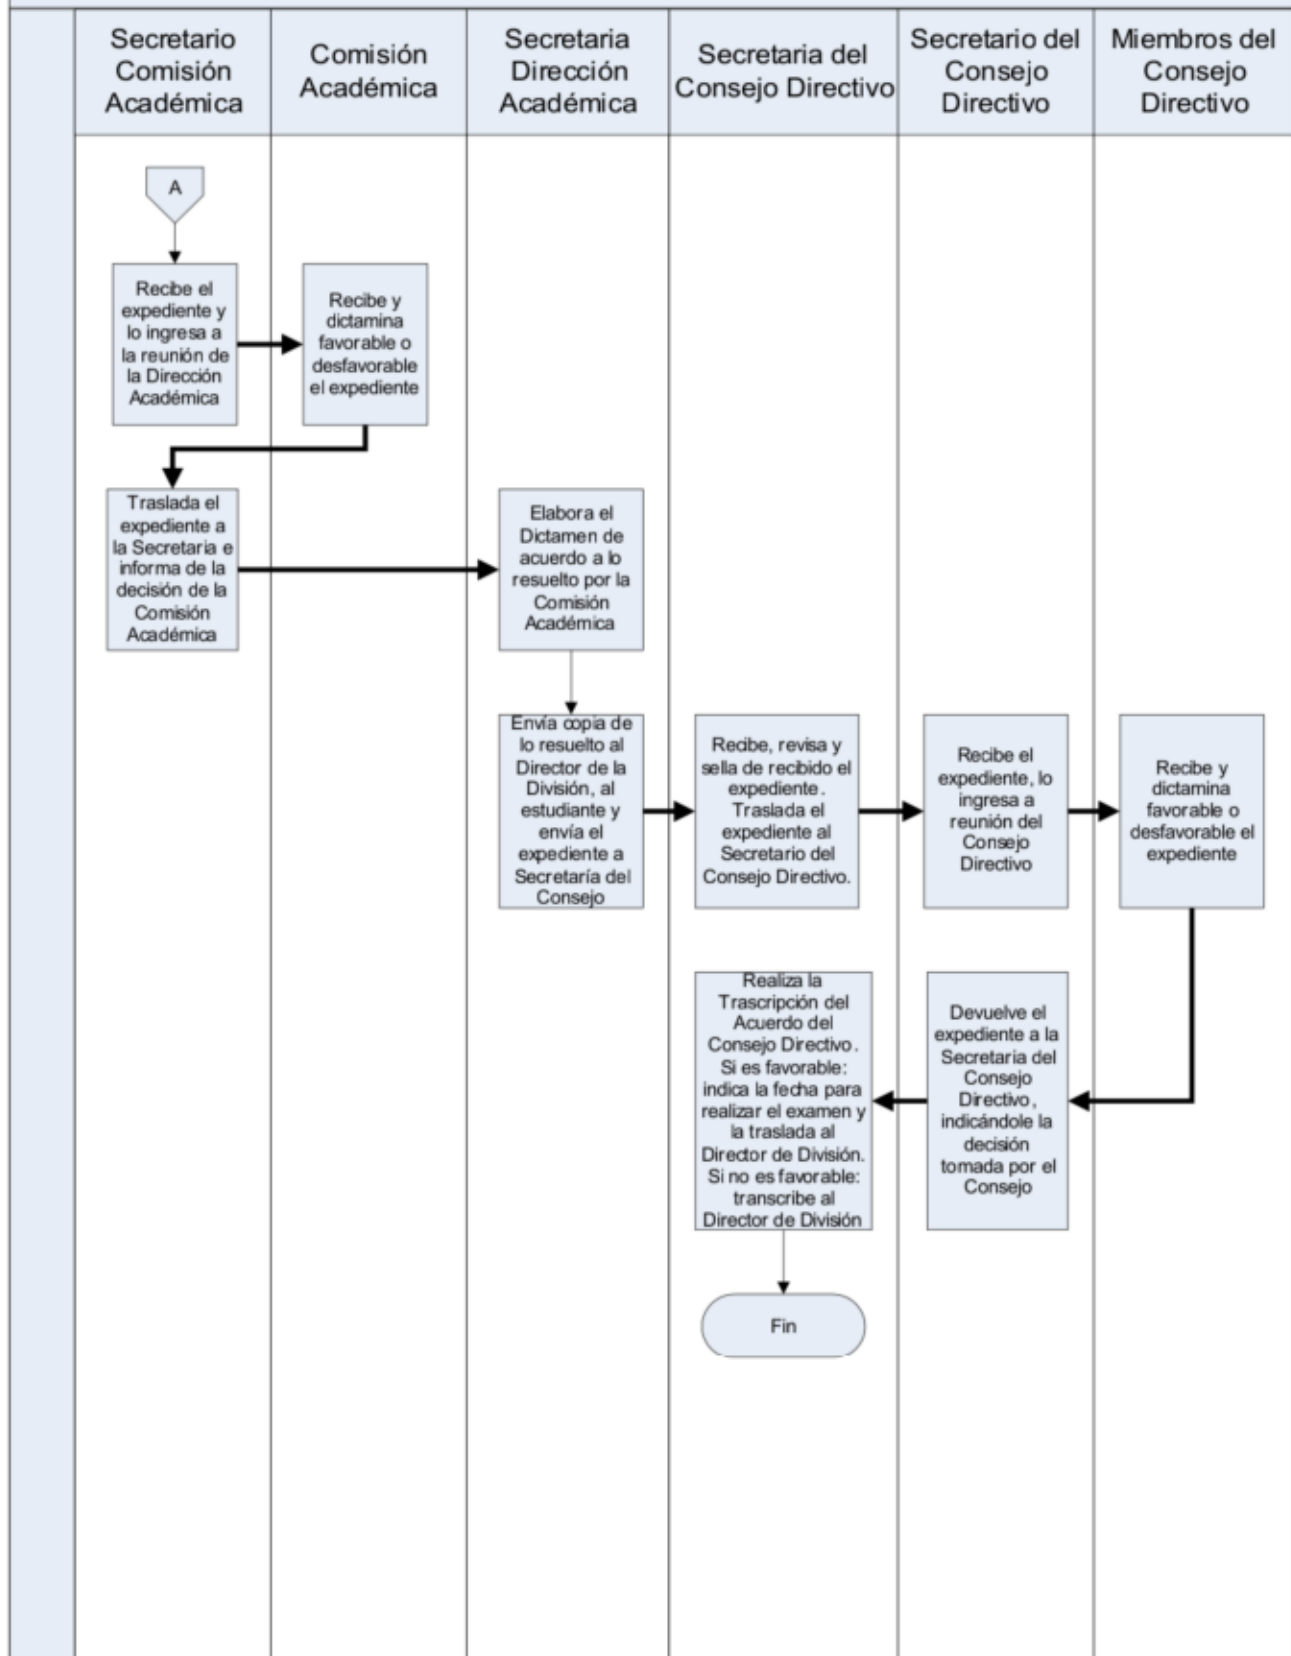 Secretario
Comisión
Académica
Comisión
Académica
Secretaria
Dirección
Académica
Secretaria del
Consejo Directivo
Secretario del
Consejo
Directivo
Miembros del
Consejo
Directivo
A
Recibe el
expediente y
lo ingresa a
la reunión de
la Dirección
Académica
Recibe y
dictamina
favorable o
desfavorable
el expediente
Traslada el
expediente a
la Secretaria e
informa de la
decisión de la
Comisión
Académica
Elabora el
Dictamen de
acuerdo a lo
resuelto por la
Comisión
Académica
Envía copia de
lo resuelto al
Director de la
División, al
estudiante y
envía el
expediente a
Secretaría del
Consejo
Recibe, revisa y
sella de recibido el
expediente.
Traslada el
expediente al
Secretario del
Consejo Directivo.
Recibe el
expediente, lo
ingresa a
reunión del
Consejo
Directivo
Recibe y
dictamina
favorable o
desfavorable el
expediente
Devuelve el
expediente a la
Secretaria del
Consejo
Directivo,
indicándole la
decisión
tomada por el
Consejo
Realiza la
Trascripción del
Acuerdo del
Consejo Directivo.
Si es favorable:
indica la fecha para
realizar el examen y
la traslada al
Director de División.
Si no es favorable:
transcribe al
Director de División
Fin